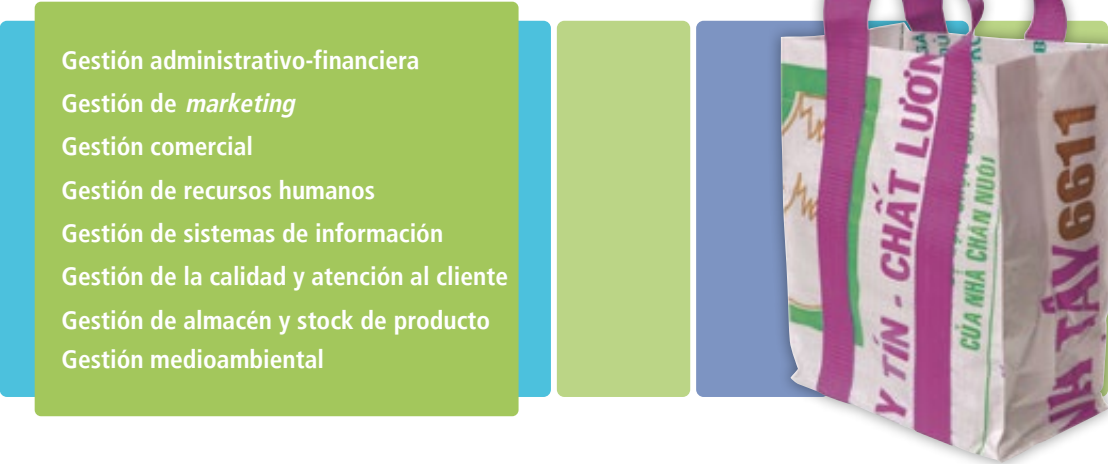 Gestión administrativo-financiera
Gestión de marketing
Gestión comercial
Gestión de recursos humanos
Gestión de sistemas de información
Gestión de la calidad y atención al cliente
Gestión de almacén y stock de producto
Gestión medioambiental
Y TÍN - CHẤT LƯỢN
CỦA NHÀ CHĂN NUÔI
TÂY 6611